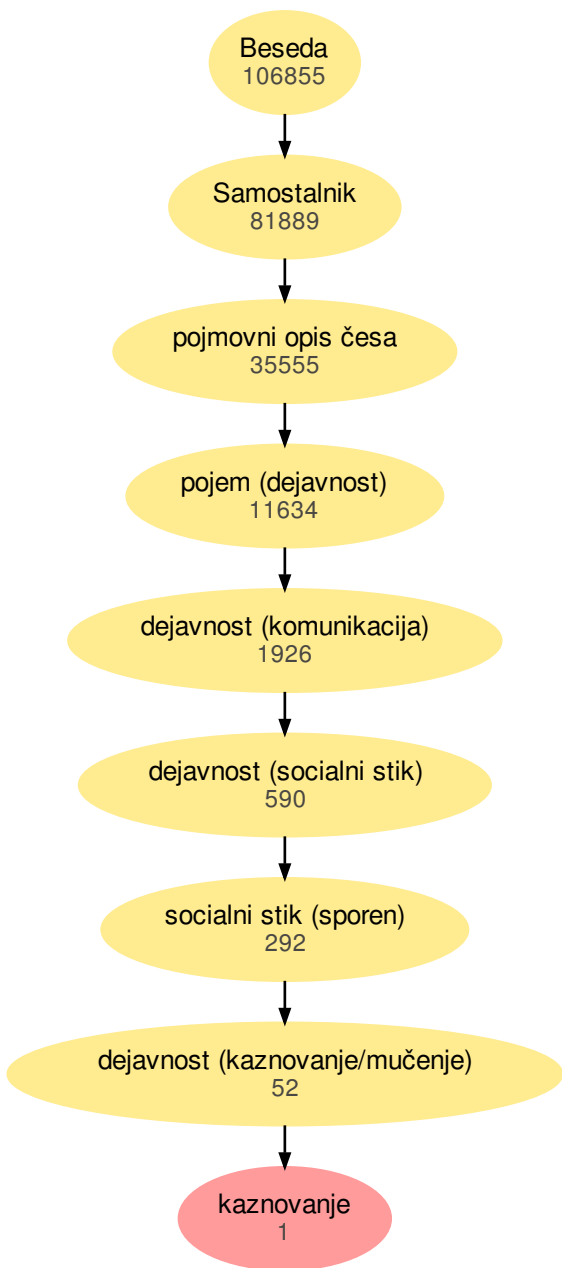 Beseda
106855
Samostalnik
81889
pojmovni opis česa
35555
pojem (dejavnost)
11634
dejavnost (komunikacija)
1926
dejavnost (socialni stik)
590
socialni stik (sporen)
292
dejavnost (kaznovanje/mučenje)
52
kaznovanje
1